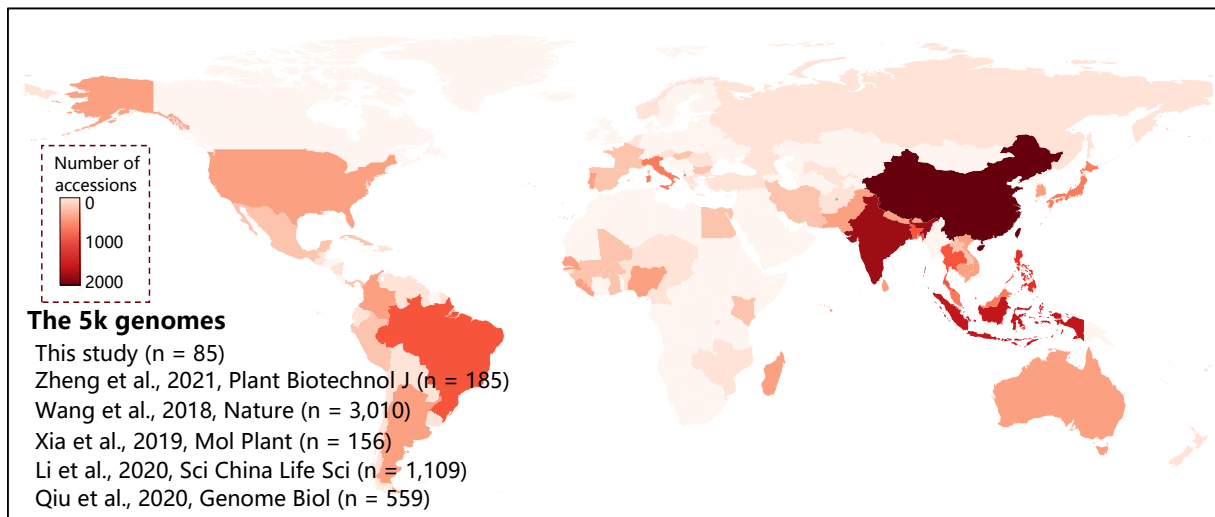 Number of
accessions
0
1000
2000
The 5k genomes
This study (n = 85)
Zheng et al., 2021, Plant Biotechnol J (n = 185)
Wang et al., 2018, Nature (n = 3,010)
Xia et al., 2019, Mol Plant (n = 156)
Li et al., 2020, Sci China Life Sci (n = 1,109)
Qiu et al., 2020, Genome Biol (n = 559)